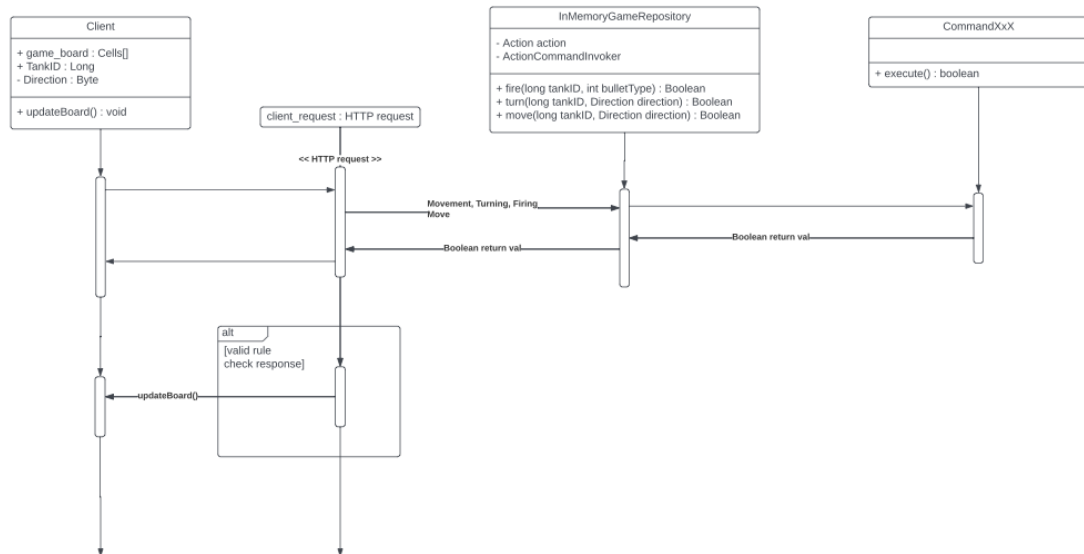 Client
+ game_board : Cells[]
+ TankID : Long
- Direction : Byte
+ updateBoard() : void
client_request : HTTP request
<< HTTP request >>
InMemoryGameRepository
- Action action
- ActionCommandInvoker
+ fire(long tankID, int bulletType) : Boolean
+ turn(long tankID, Direction direction) : Boolean
+ move(long tankID, Direction direction) : Boolean
CommandXxX
+ execute() : boolean
Movement, Turning, Firing
Move
Boolean return val
Boolean return val
alt
[valid rule
check response]
updateBoard()